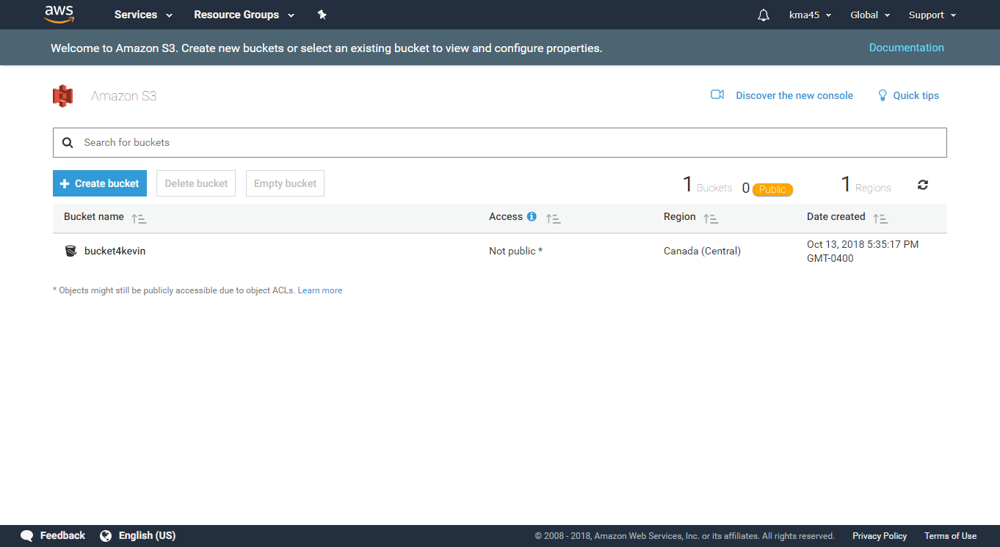 aws Services Resource Groups kma45 Global Support
Welcome to Amazon S3. Create new buckets or select an existing bucket to view and configure properties. Documentation
Amazon S3 Discover the new console Quick tips
Search for buckets
Create bucket Delete bucket Empty bucket 1 Buckets 0 Public 1 Regions
Bucket name Access Region Date created
bucket4kevin Not public * Canada (Central) Oct 13, 2018 5:35:17 PM
GMT-0400
* Objects might still be publicly accessible due to object ACLs. Learn more
Feedback English (US) © 2008 - 2018, Amazon Web Services, Inc. or its affiliates. All rights reserved. Privacy Policy Terms of Use